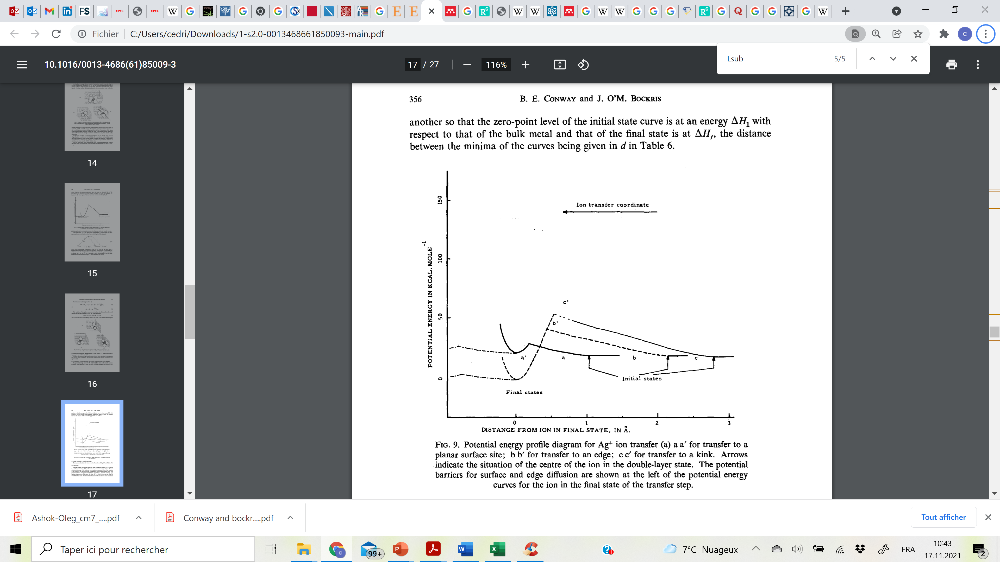 Fichier
C:/Users/cedri/Downloads/1-s2.0-0013468661850093-main.pdf
Lsub 5/5
10.1016/0013-4686(61)85009-3
17 / 27
116%
14
15
16
17
356 B. E. CONWAY and J. O'M. BOCKRIS
another so that the zero-point level of the initial state curve is at an energy ΔH₁ with
respect to that of the bulk metal and that of the final state is at ΔHf, the distance
between the minima of the curves being given in d in Table 6.
POTENTIAL ENERGY IN KCAL. MOLE⁻¹
150
100
50
0
Ion transfer coordinate
c'
b'
a'
a
b
c
Initial states
Final states
0 1 2 3
DISTANCE FROM ION IN FINAL STATE, IN Å.
FIG. 9. Potential energy profile diagram for Ag⁺ ion transfer (a) a a′ for transfer to a
planar surface site; b b′ for transfer to an edge; c c′ for transfer to a kink. Arrows
indicate the situation of the centre of the ion in the double-layer state. The potential
barriers for surface and edge diffusion are shown at the left of the potential energy
curves for the ion in the final state of the transfer step.
Ashok-Oleg_cm7_....pdf
Conway and bockr....pdf
Tout afficher
Taper ici pour rechercher
99+
7°C Nuageux
FRA
10:43
17.11.2021
2